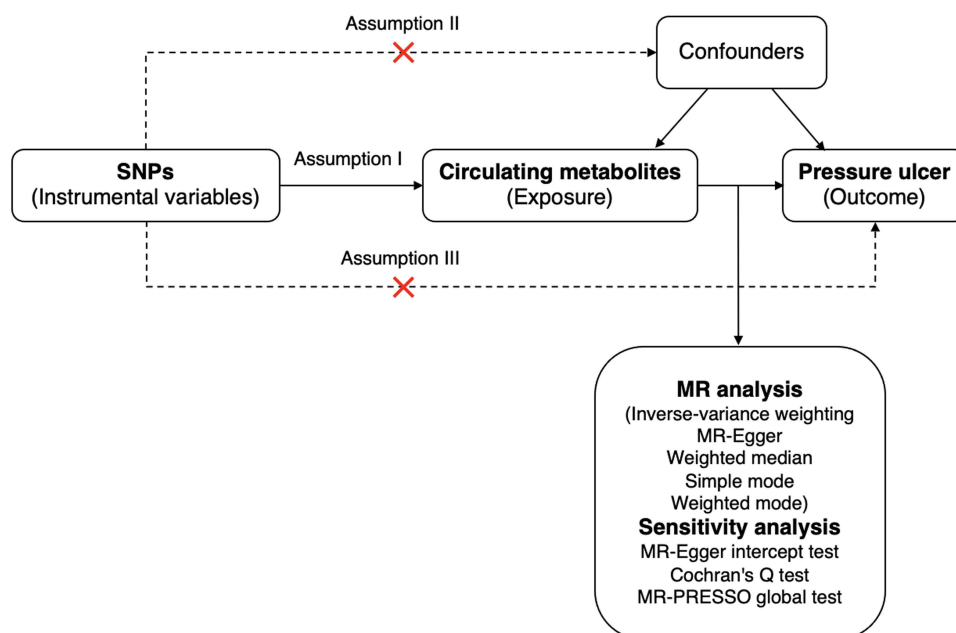 Assumption II
Confounders
SNPs
(Instrumental variables)
Assumption I
Circulating metabolites
(Exposure)
Pressure ulcer
(Outcome)
Assumption III
MR analysis
(Inverse-variance weighting
MR-Egger
Weighted median
Simple mode
Weighted mode)
Sensitivity analysis
MR-Egger intercept test
Cochran's Q test
MR-PRESSO global test